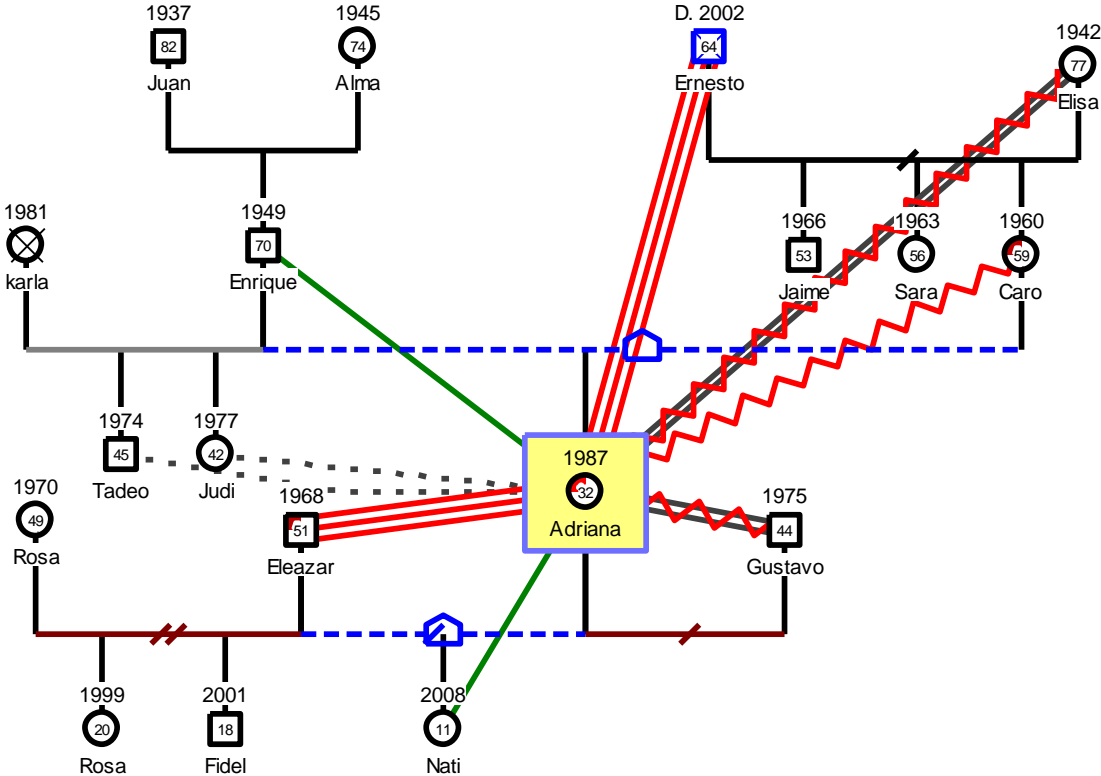 1937
82
Juan
1945
74
Alma
D. 2002
64
Ernesto
1942
77
Elisa
1981
karla
1949
70
Enrique
1966
53
Jaime
1963
56
Sara
1960
59
Caro
1974
45
Tadeo
1977
42
Judi
1970
49
Rosa
1968
51
Eleazar
1987
32
Adriana
1975
44
Gustavo
1999
20
Rosa
2001
18
Fidel
2008
11
Nati